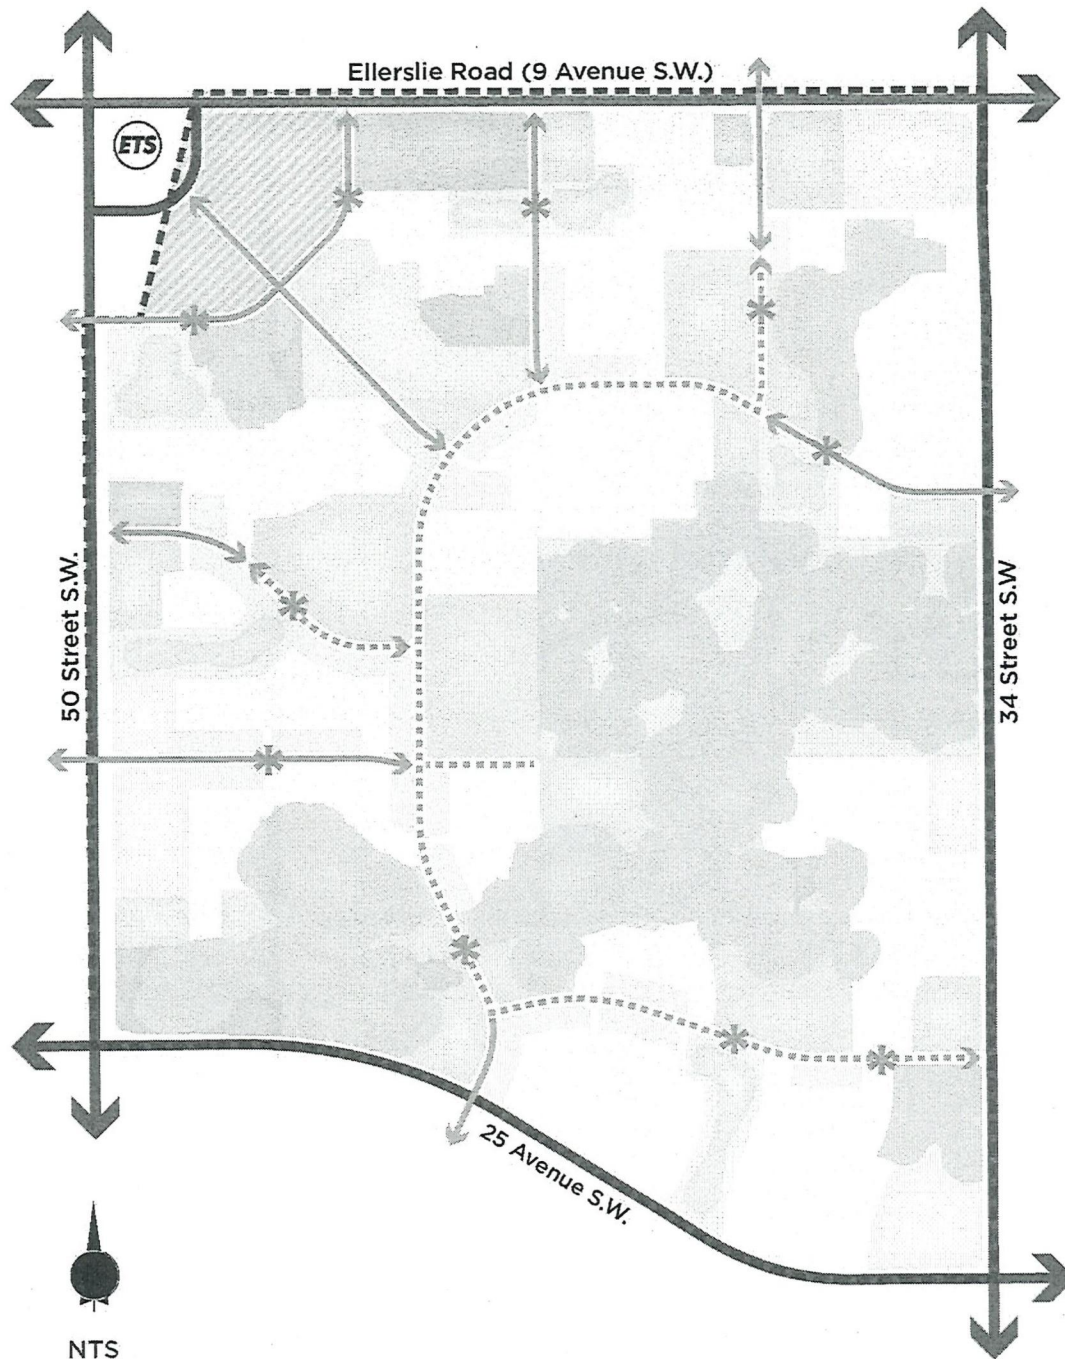 Ellerslie Road (9 Avenue S.W.)
ETS
50 Street S.W.
34 Street S.W
25 Avenue S.W.
NTS